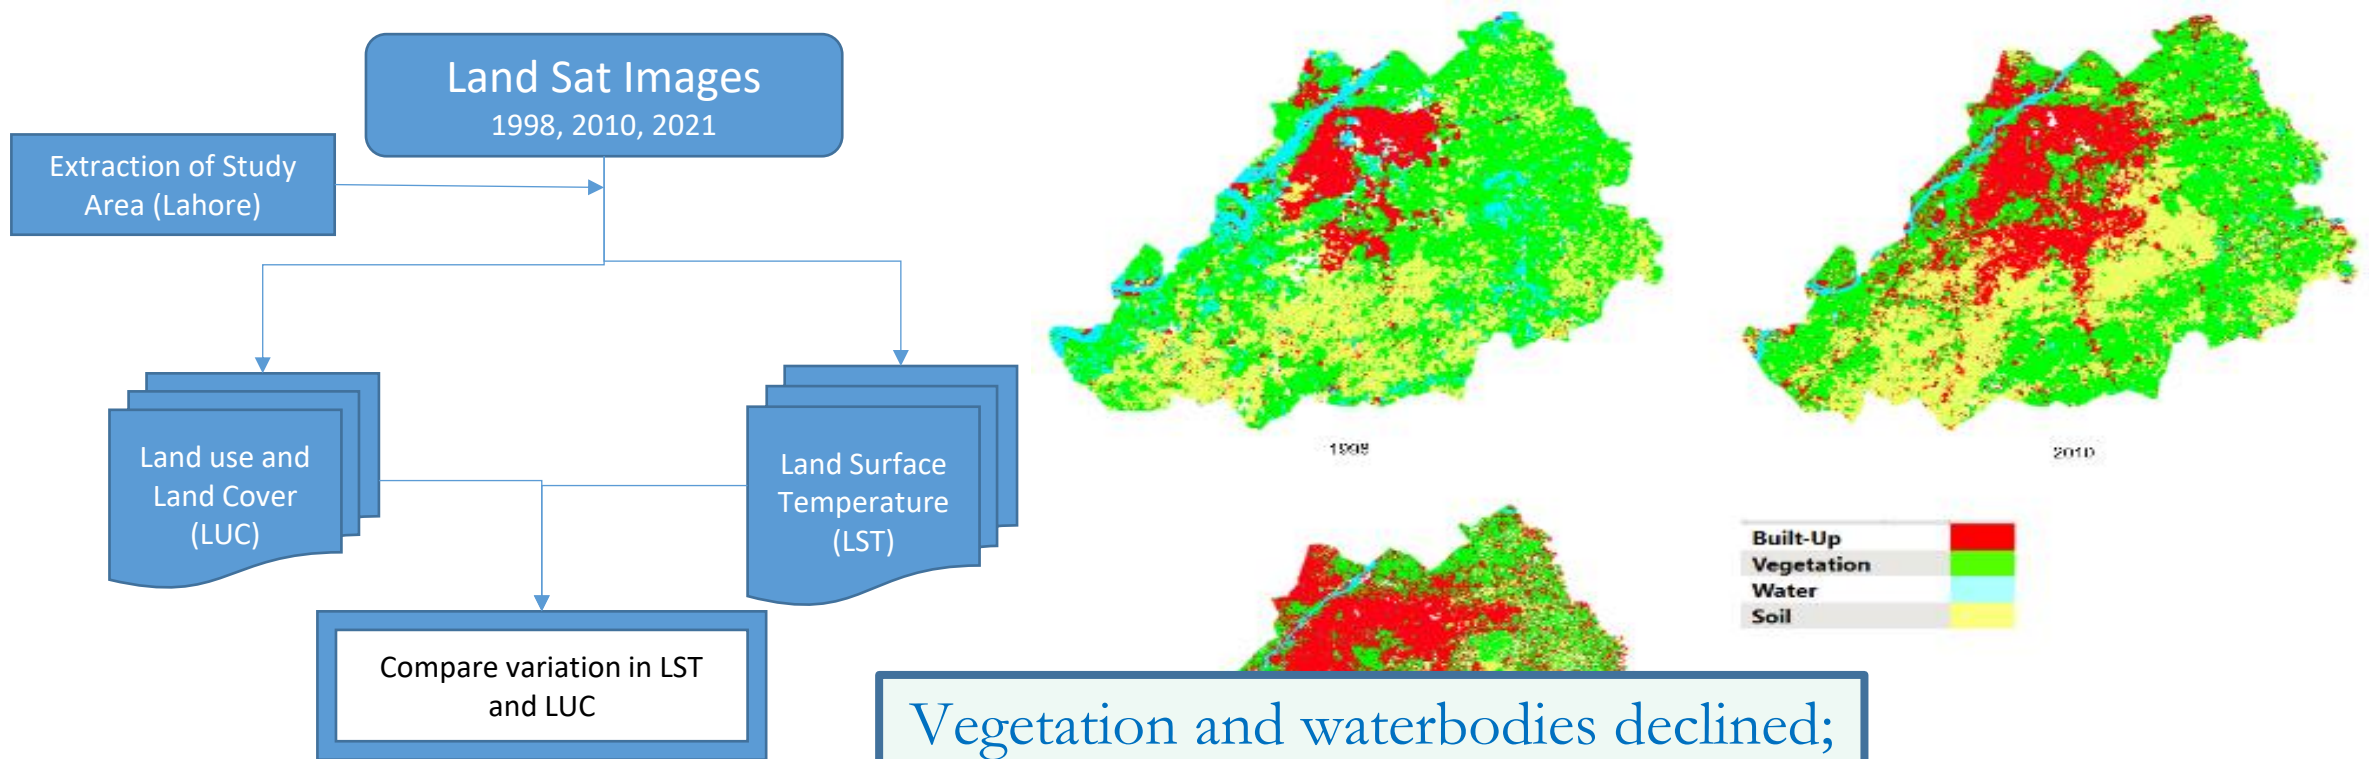 Land Sat Images
1998, 2010, 2021
Extraction of Study
Area (Lahore)
Land use and
Land Cover
(LUC)
Land Surface
Temperature
(LST)
Compare variation in LST
and LUC
1998
2010
Built-Up
Vegetation
Water
Soil
Vegetation and waterbodies declined;